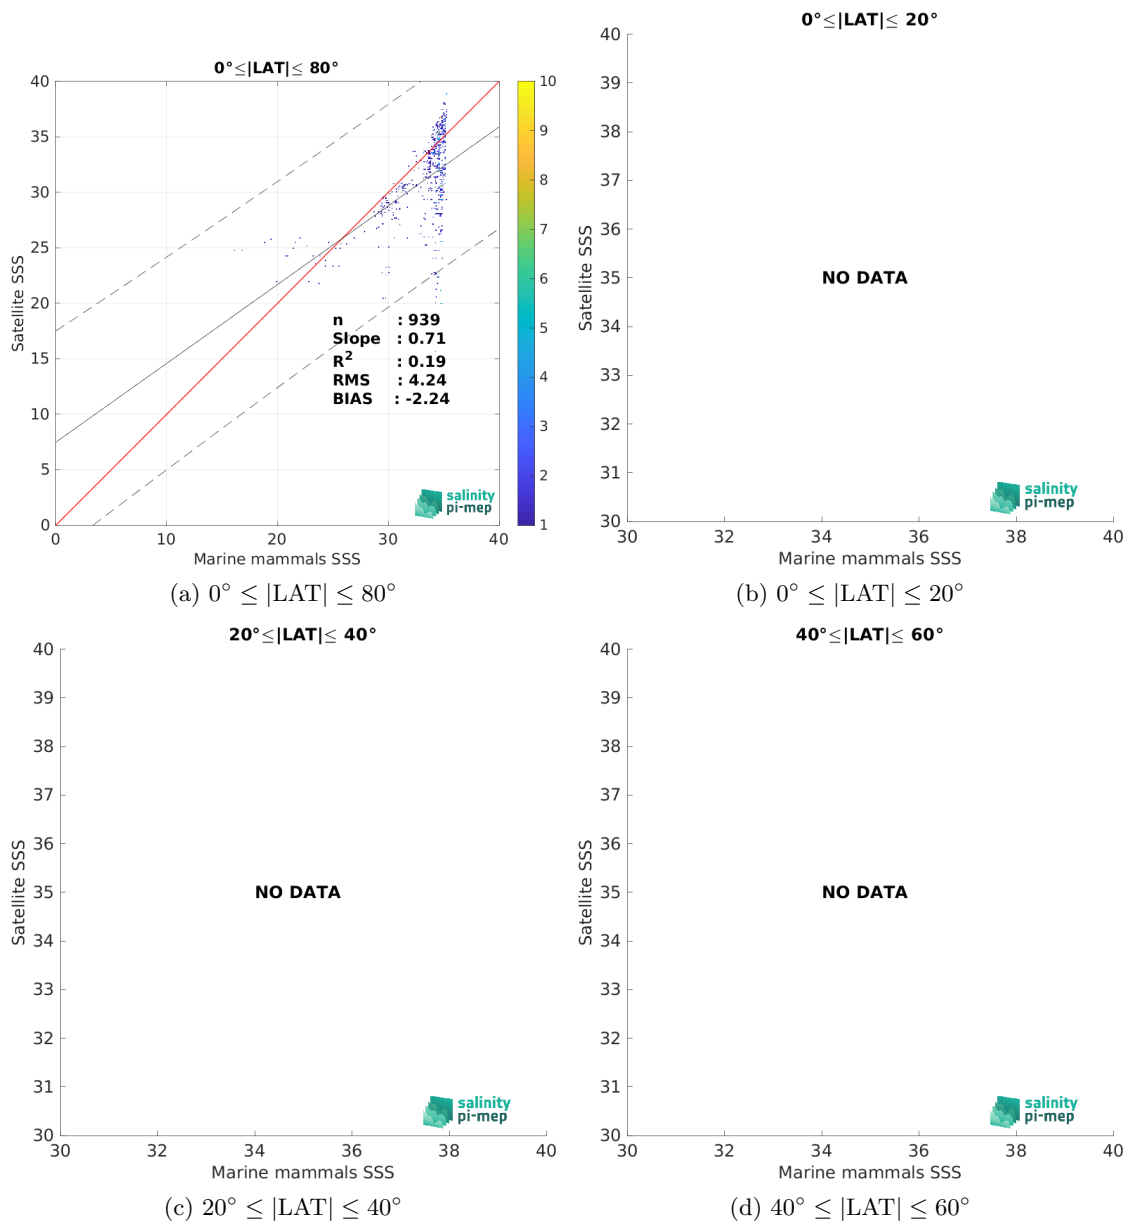 0°≤|LAT|≤ 80°
40
35
30
25
20
15
10
5
0
Satellite SSS
n : 939
Slope : 0.71
R² : 0.19
RMS : 4.24
BIAS : -2.24
salinity
pi-mep
0 10 20 30 40
Marine mammals SSS
10
9
8
7
6
5
4
3
2
1
(a) 0° ≤ |LAT| ≤ 80°
0°≤|LAT|≤ 20°
40
39
38
37
36
35
34
33
32
31
30
Satellite SSS
NO DATA
salinity
pi-mep
30 32 34 36 38 40
Marine mammals SSS
(b) 0° ≤ |LAT| ≤ 20°
20°≤|LAT|≤ 40°
40
39
38
37
36
35
34
33
32
31
30
Satellite SSS
NO DATA
salinity
pi-mep
30 32 34 36 38 40
Marine mammals SSS
(c) 20° ≤ |LAT| ≤ 40°
40°≤|LAT|≤ 60°
40
39
38
37
36
35
34
33
32
31
30
Satellite SSS
NO DATA
salinity
pi-mep
30 32 34 36 38 40
Marine mammals SSS
(d) 40° ≤ |LAT| ≤ 60°